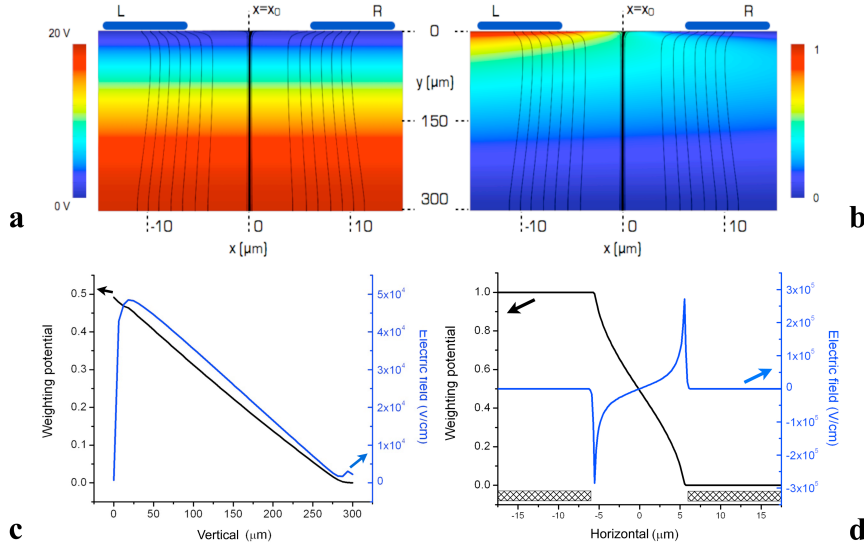 a
L
x=x0
R
20 V
0 V
0
y (μm)
150
300
-10
0
10
x (μm)
b
L
x=x0
R
1
0
-10
0
10
x (μm)
c
Weighting potential
0.5
0.4
0.3
0.2
0.1
0.0
0
50
100
150
200
250
300
Vertical (μm)
5x10⁴
4x10⁴
3x10⁴
2x10⁴
1x10⁴
0
Electric field (V/cm)
d
Weighting potential
1.0
0.8
0.6
0.4
0.2
0.0
-15
-10
-5
0
5
10
15
Horizontal (μm)
3x10⁵
2x10⁵
1x10⁵
0
-1x10⁵
-2x10⁵
-3x10⁵
Electric field (V/cm)